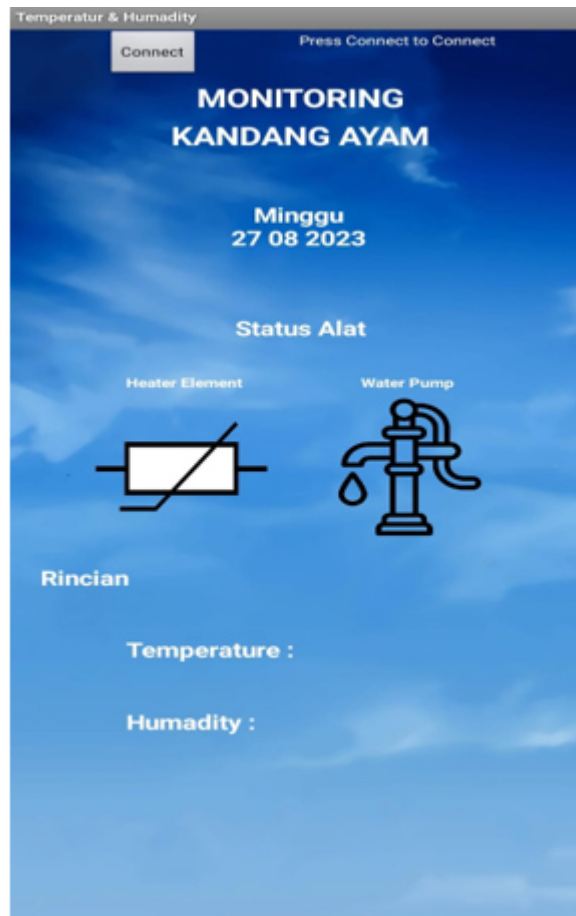 Temperatur & Humadity
Connect
Press Connect to Connect
MONITORING
KANDANG AYAM
Minggu
27 08 2023
Status Alat
Heater Element
Water Pump
Rincian
Temperature :
Humadity :